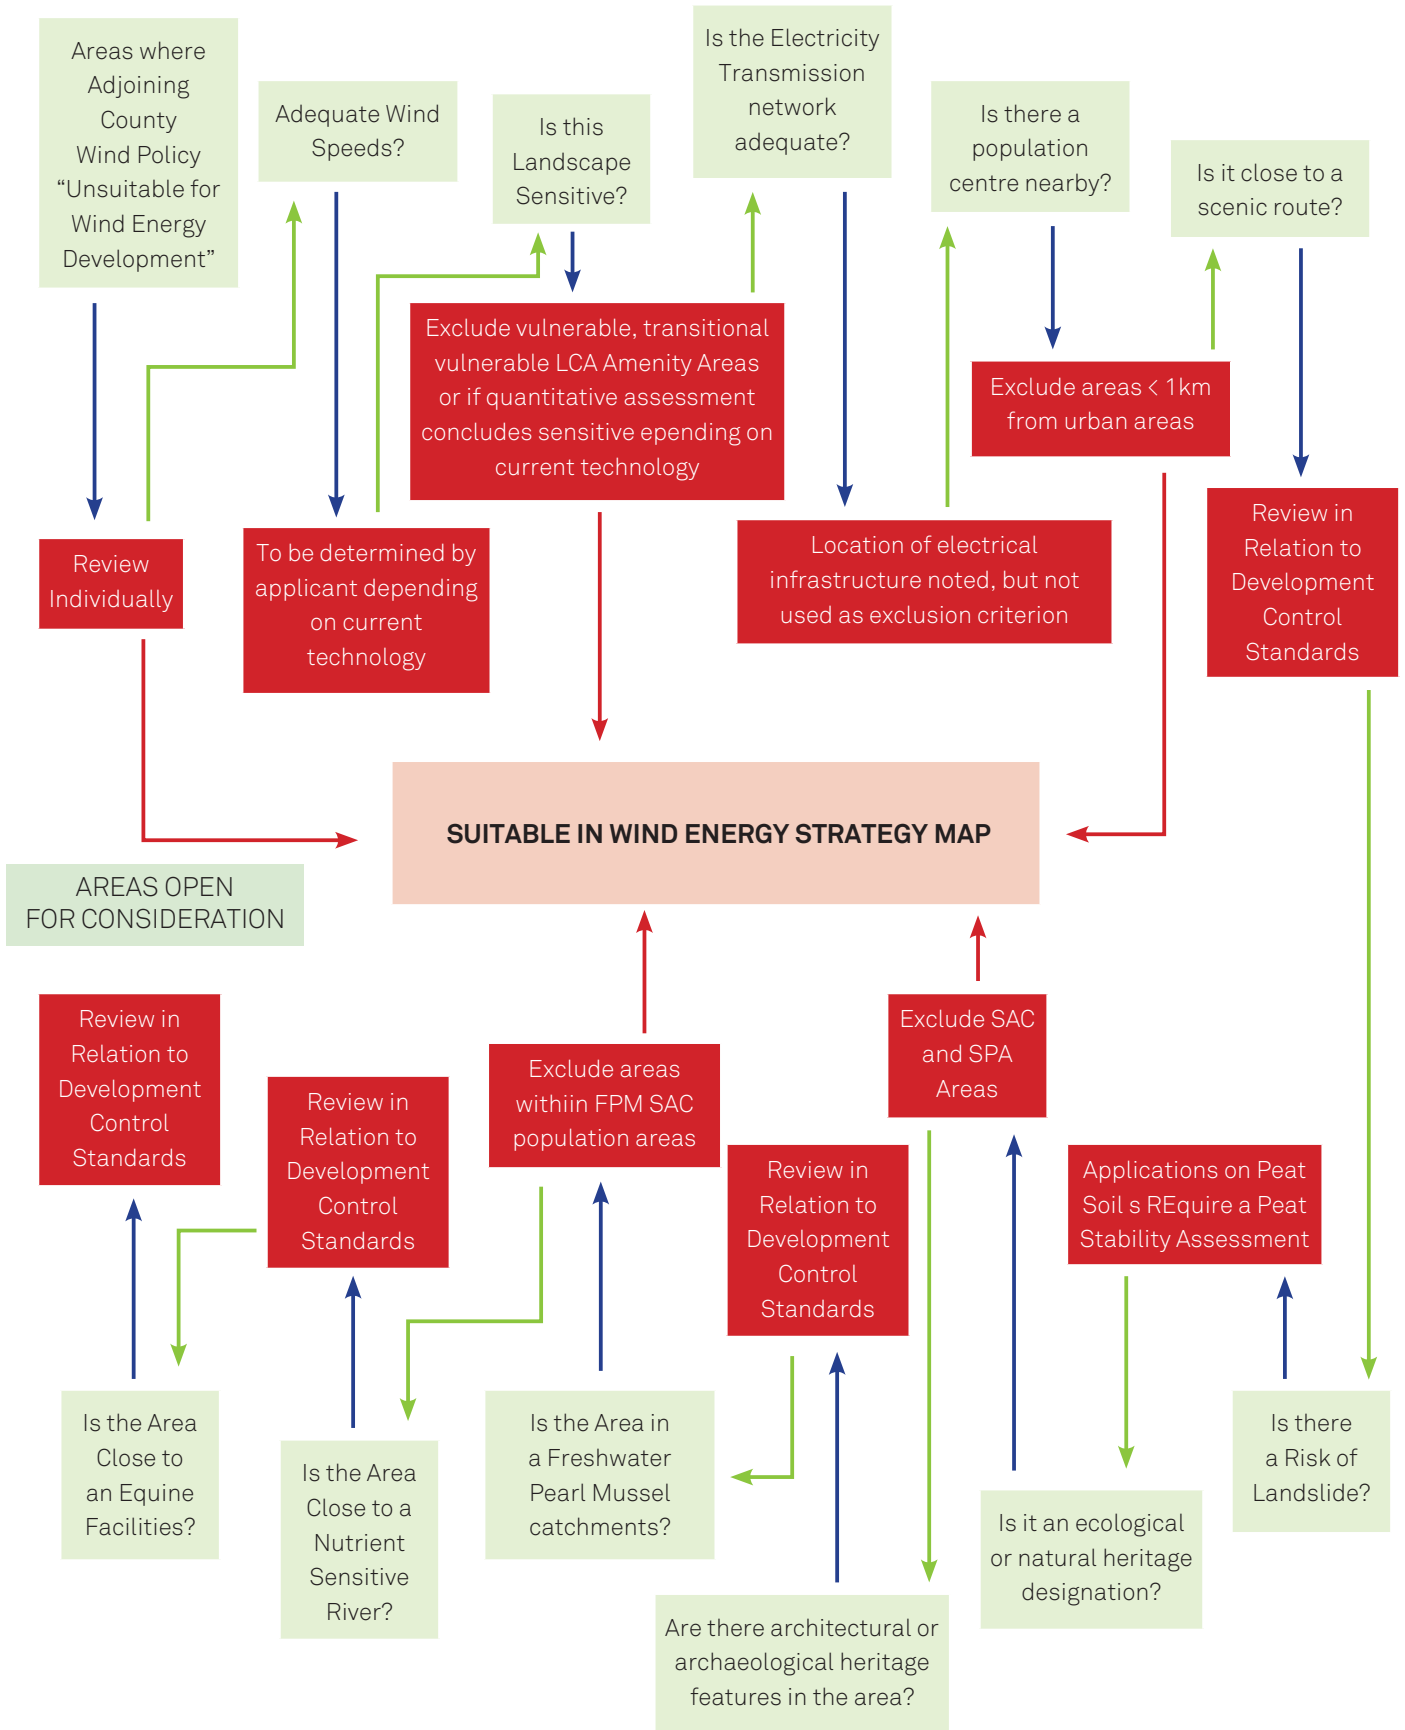 Areas where
Adjoining
County
Wind Policy
“Unsuitable for
Wind Energy
Development”
Adequate Wind
Speeds?
Is this
Landscape
Sensitive?
Is the Electricity
Transmission
network
adequate?
Is there a
population
centre nearby?
Is it close to a
scenic route?
Review
Individually
To be determined by
applicant depending
on current
technology
Exclude vulnerable, transitional
vulnerable LCA Amenity Areas
or if quantitative assessment
concludes sensitive epending on
current technology
Location of electrical
infrastructure noted, but not
used as exclusion criterion
Exclude areas < 1km
from urban areas
Review in
Relation to
Development
Control
Standards
SUITABLE IN WIND ENERGY STRATEGY MAP
AREAS OPEN
FOR CONSIDERATION
Review in
Relation to
Development
Control
Standards
Review in
Relation to
Development
Control
Standards
Exclude areas
withiin FPM SAC
population areas
Review in
Relation to
Development
Control
Standards
Exclude SAC
and SPA
Areas
Applications on Peat
Soil s REquire a Peat
Stability Assessment
Is the Area
Close to
an Equine
Facilities?
Is the Area
Close to a
Nutrient
Sensitive
River?
Is the Area in
a Freshwater
Pearl Mussel
catchments?
Are there architectural or
archaeological heritage
features in the area?
Is it an ecological
or natural heritage
designation?
Is there
a Risk of
Landslide?